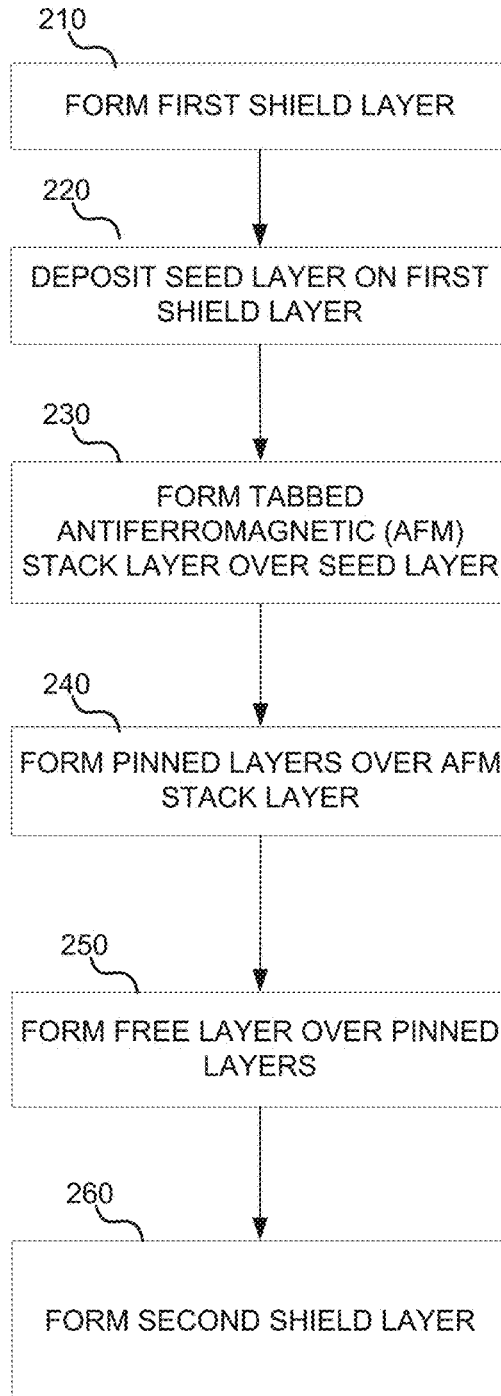 210
FORM FIRST SHIELD LAYER
220
DEPOSIT SEED LAYER ON FIRST
SHIELD LAYER
230
FORM TABBED
ANTIFERROMAGNETIC (AFM)
STACK LAYER OVER SEED LAYER
240
FORM PINNED LAYERS OVER AFM
STACK LAYER
250
FORM FREE LAYER OVER PINNED
LAYERS
260
FORM SECOND SHIELD LAYER